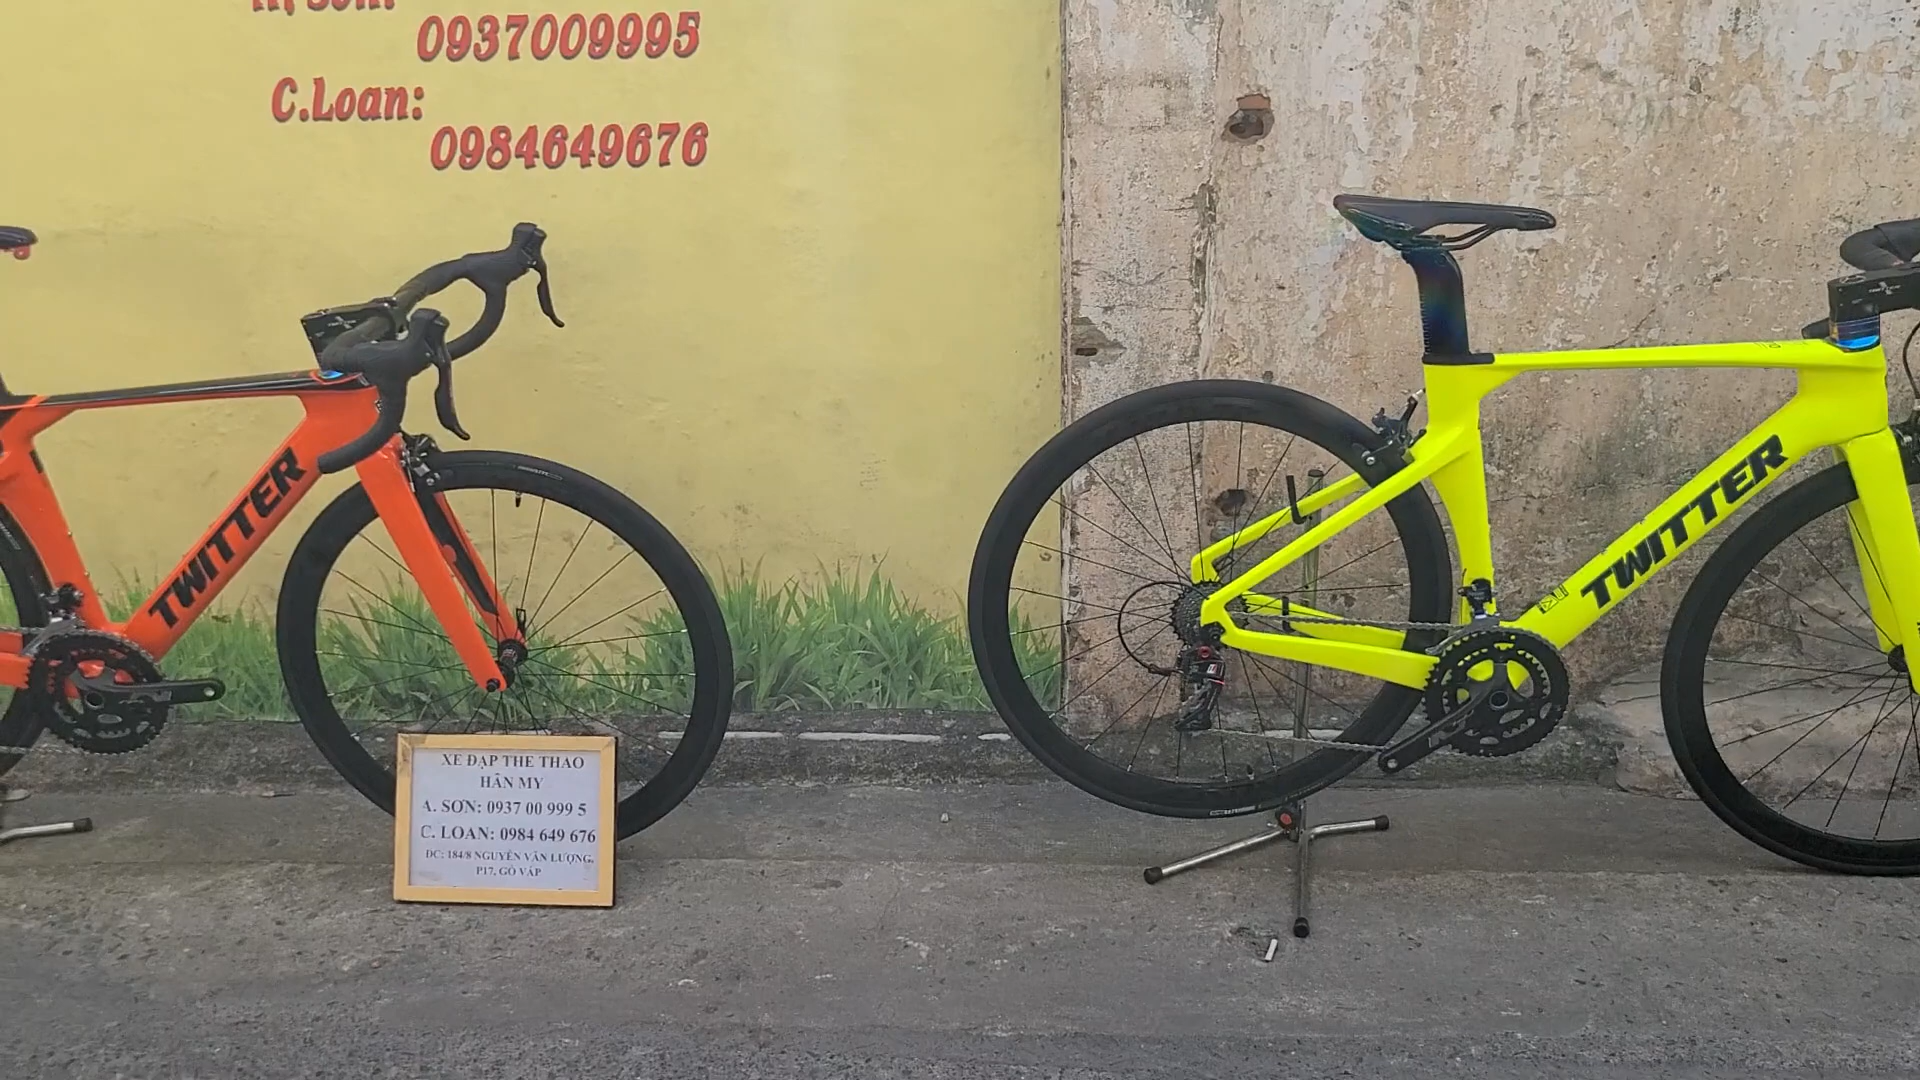 0937009995
C.Loan:
0984649676
TWITTER
TWITTER
XE ĐẠP THE THAO
HÂN MY
A. SƠN: 0937 00 999 5
C. LOAN: 0984 649 676
ĐC: 184/8 NGUYỄN VĂN LƯỢNG,
P17, GÒ VẤP